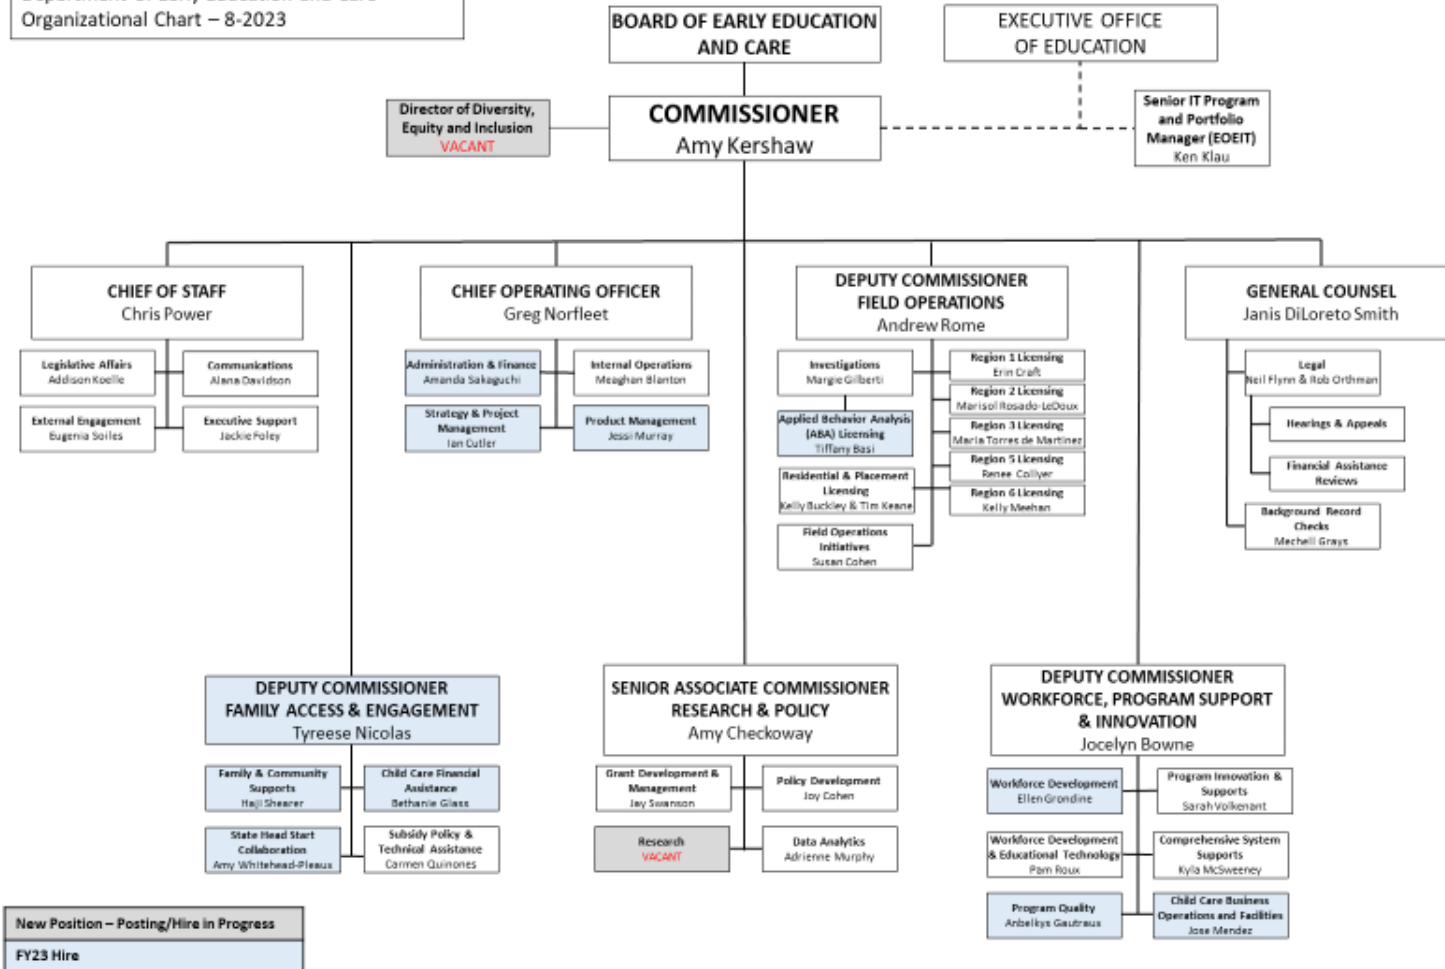 Department of Early Education and Care
Organizational Chart – 8-2023
BOARD OF EARLY EDUCATION
AND CARE
EXECUTIVE OFFICE
OF EDUCATION
Director of Diversity,
Equity and Inclusion
VACANT
COMMISSIONER
Amy Kershaw
Senior IT Program
and Portfolio
Manager (EOEIT)
Ken Klau
CHIEF OF STAFF
Chris Power
Legislative Affairs
Addison Koelle
Communications
Alana Davidson
External Engagement
Eugenia Soiles
Executive Support
Jackie Foley
CHIEF OPERATING OFFICER
Greg Norfleet
Administration & Finance
Amanda Sakaguchi
Internal Operations
Meaghan Blanton
Strategy & Project
Management
Ian Cutler
Product Management
Jessi Murray
DEPUTY COMMISSIONER
FIELD OPERATIONS
Andrew Rome
Investigations
Margie Gilberti
Applied Behavior Analysis
(ABA) Licensing
Tiffany Basi
Residential & Placement
Licensing
Kelly Buckley & Tim Keane
Field Operations
Initiatives
Susan Cohen
Region 1 Licensing
Erin Craft
Region 2 Licensing
Marisol Rosado-LeDoux
Region 3 Licensing
Maria Torres de Martinez
Region 5 Licensing
Renee Collyer
Region 6 Licensing
Kelly Meehan
GENERAL COUNSEL
Janis DiLoreto Smith
Legal
Neil Flynn & Rob Orthman
Hearings & Appeals
Financial Assistance
Reviews
Background Record
Checks
Mechell Grays
DEPUTY COMMISSIONER
FAMILY ACCESS & ENGAGEMENT
Tyreese Nicolas
Family & Community
Supports
Haji Shearer
Child Care Financial
Assistance
Bethanie Glass
State Head Start
Collaboration
Amy Whitehead-Pleaux
Subsidy Policy &
Technical Assistance
Carmen Quinones
SENIOR ASSOCIATE COMMISSIONER
RESEARCH & POLICY
Amy Checkoway
Grant Development &
Management
Jay Swanson
Policy Development
Joy Cohen
Research
VACANT
Data Analytics
Adrienne Murphy
DEPUTY COMMISSIONER
WORKFORCE, PROGRAM SUPPORT
& INNOVATION
Jocelyn Bowne
Workforce Development
Ellen Grondine
Program Innovation &
Supports
Sarah Volkenant
Workforce Development
& Educational Technology
Pam Roux
Comprehensive System
Supports
Kyla McSweeney
Program Quality
Anbelkys Gautreus
Child Care Business
Operations and Facilities
Jose Mendez
New Position – Posting/Hire in Progress
FY23 Hire